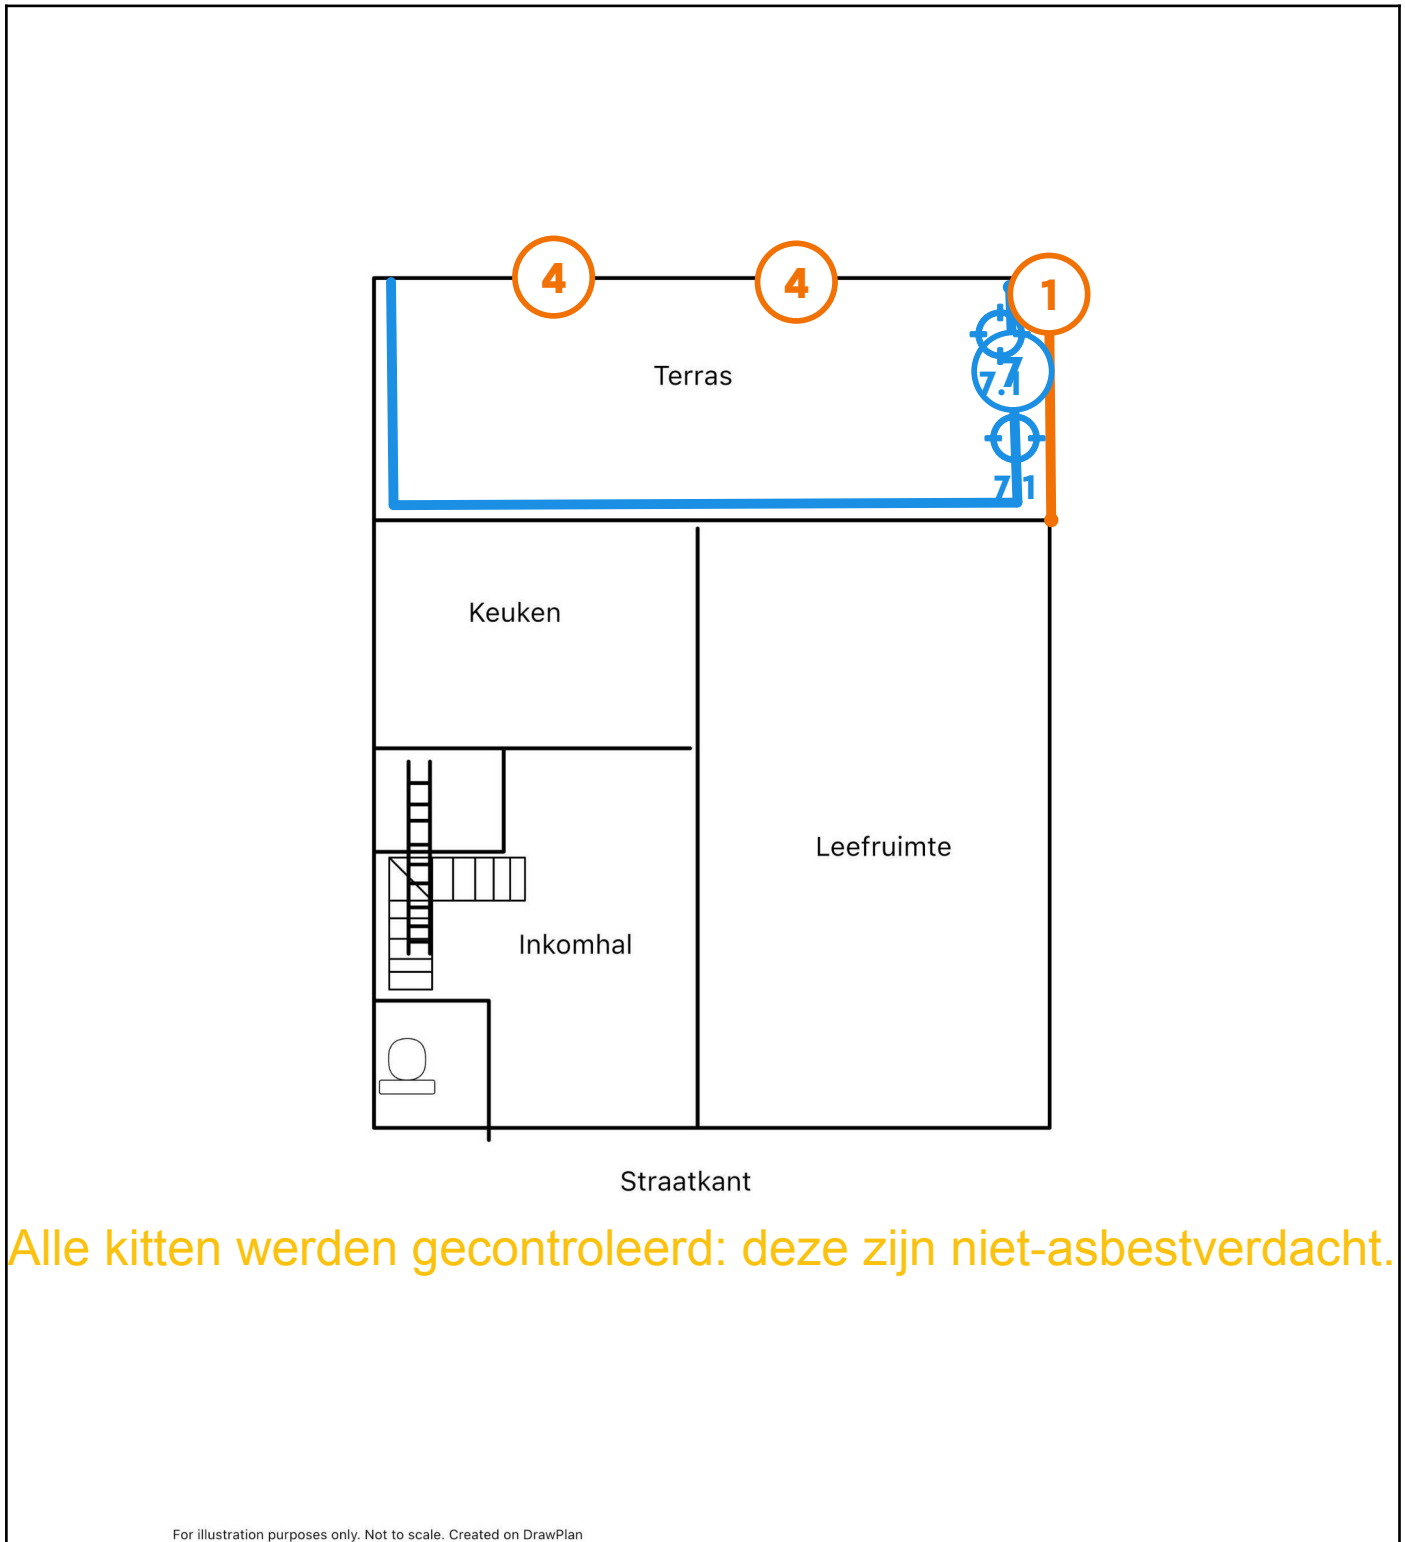 4
4
1
Terras
7
7.1
7.1
Keuken
Leefruimte
Inkomhal
Straatkant
Alle kitten werden gecontroleerd: deze zijn niet-asbestverdacht.
For illustration purposes only. Not to scale. Created on DrawPlan